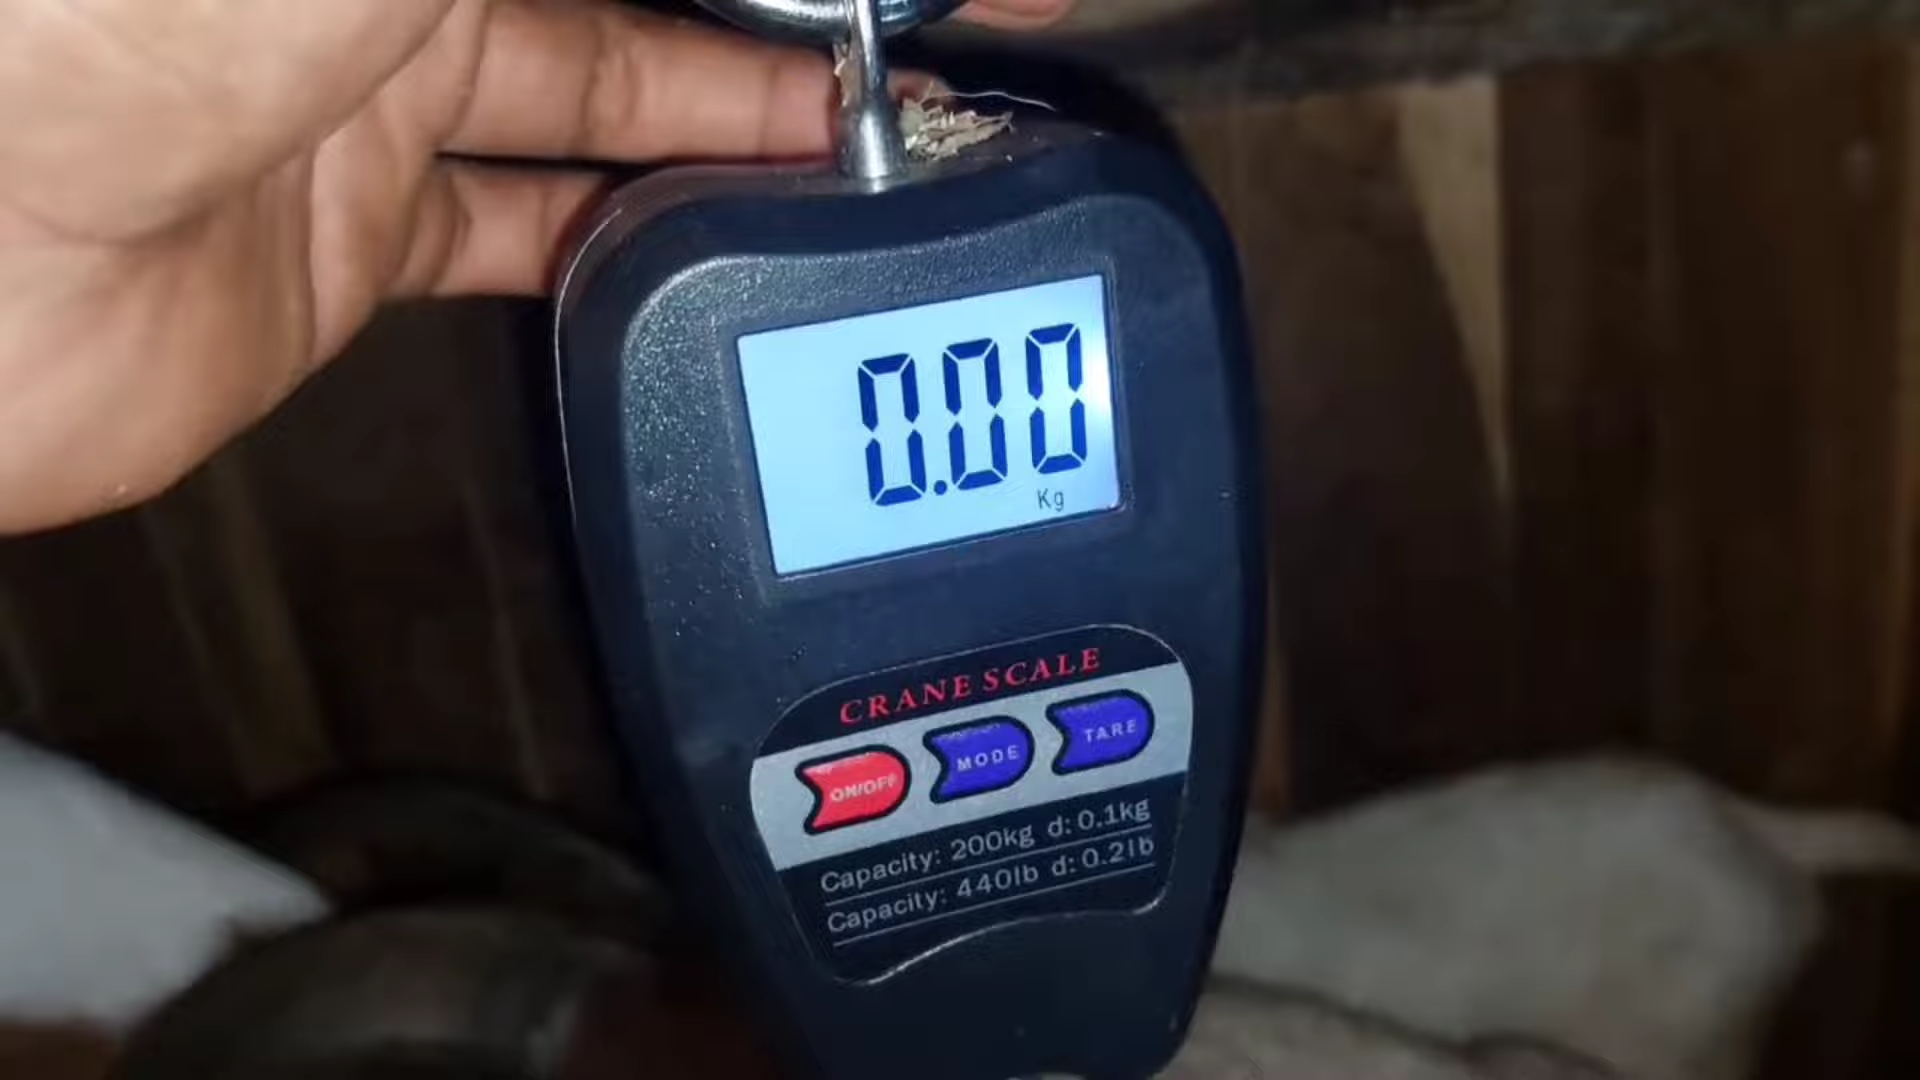 0.00
Kg
CRANE SCALE
ON/OFF
MODE
TARE
Capacity: 200kg d: 0.1kg
Capacity: 440lb d: 0.2lb